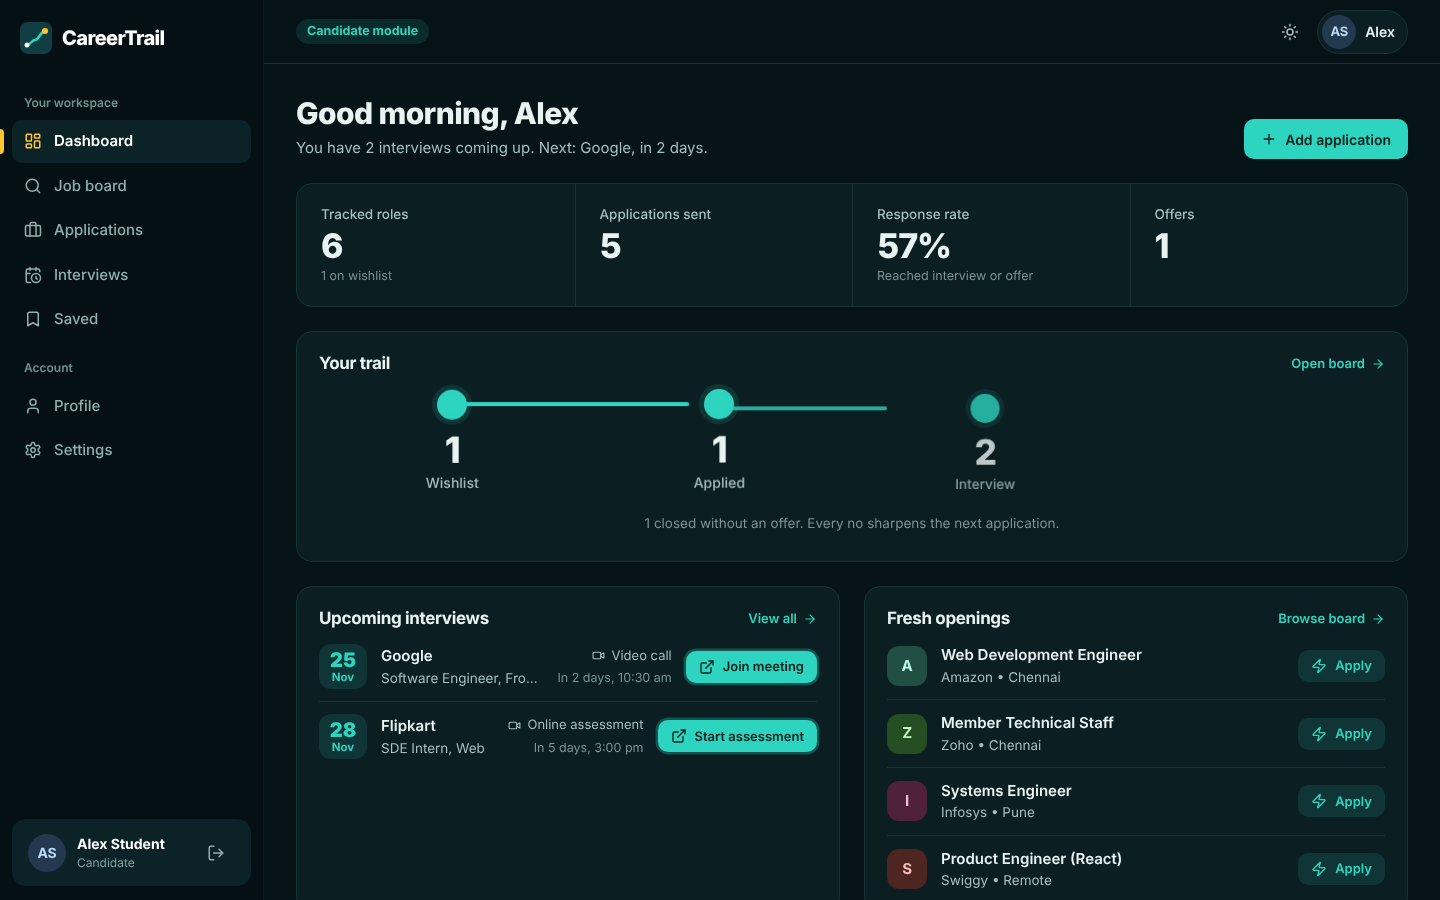 CareerTrail
Candidate module
AS
Alex
Your workspace
Dashboard
Job board
Applications
Interviews
Saved
Account
Profile
Settings
AS
Alex Student
Candidate
Good morning, Alex
You have 2 interviews coming up. Next: Google, in 2 days.
Add application
Tracked roles
6
1 on wishlist
Applications sent
5
Response rate
57%
Reached interview or offer
Offers
1
Your trail
Open board
1
Wishlist
1
Applied
2
Interview
1 closed without an offer. Every no sharpens the next application.
Upcoming interviews
View all
25
Nov
Google
Software Engineer, Fro...
Video call
In 2 days, 10:30 am
Join meeting
28
Nov
Flipkart
SDE Intern, Web
Online assessment
In 5 days, 3:00 pm
Start assessment
Fresh openings
Browse board
A
Web Development Engineer
Amazon • Chennai
Apply
Z
Member Technical Staff
Zoho • Chennai
Apply
I
Systems Engineer
Infosys • Pune
Apply
S
Product Engineer (React)
Swiggy • Remote
Apply